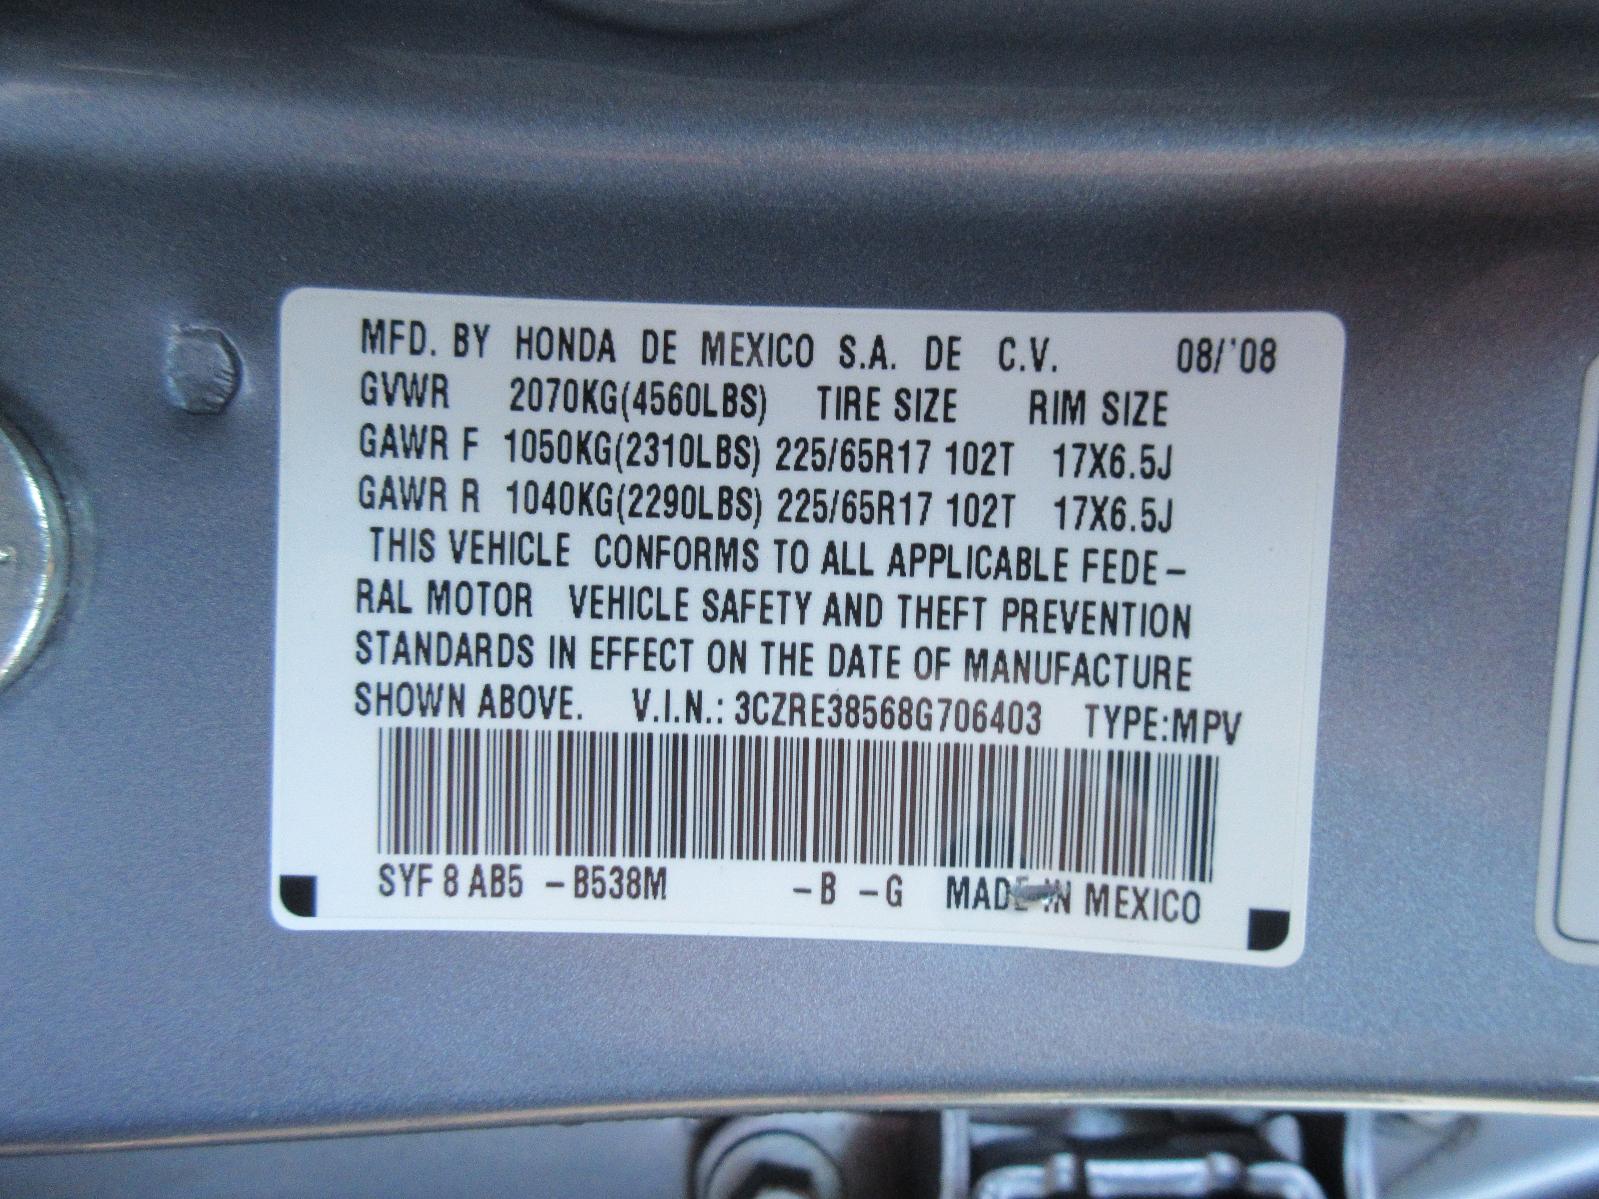 MFD. BY HONDA DE MEXICO S.A. DE C.V. 08/'08
GVWR 2070KG(4560LBS) TIRE SIZE RIM SIZE
GAWR F 1050KG(2310LBS) 225/65R17 102T 17X6.5J
GAWR R 1040KG(2290LBS) 225/65R17 102T 17X6.5J
THIS VEHICLE CONFORMS TO ALL APPLICABLE FEDE-
RAL MOTOR VEHICLE SAFETY AND THEFT PREVENTION
STANDARDS IN EFFECT ON THE DATE OF MANUFACTURE
SHOWN ABOVE. V.I.N.: 3CZRE38568G706403 TYPE:MPV
SYF 8 AB5 -B538M -B -G MADE IN MEXICO